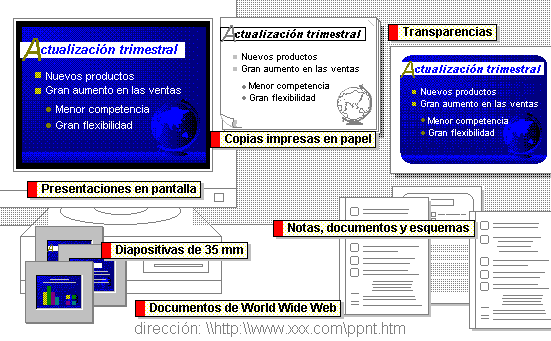 Actualización trimestral
Nuevos productos
Gran aumento en las ventas
Menor competencia
Gran flexibilidad
Actualización trimestral
Nuevos productos
Gran aumento en las ventas
Menor competencia
Gran flexibilidad
Transparencias
Actualización trimestral
Nuevos productos
Gran aumento en las ventas
Menor competencia
Gran flexibilidad
Copias impresas en papel
Presentaciones en pantalla
Notas, documentos y esquemas
Diapositivas de 35 mm
Documentos de World Wide Web
dirección: \\http:\\www.xxx.com\ppnt.htm